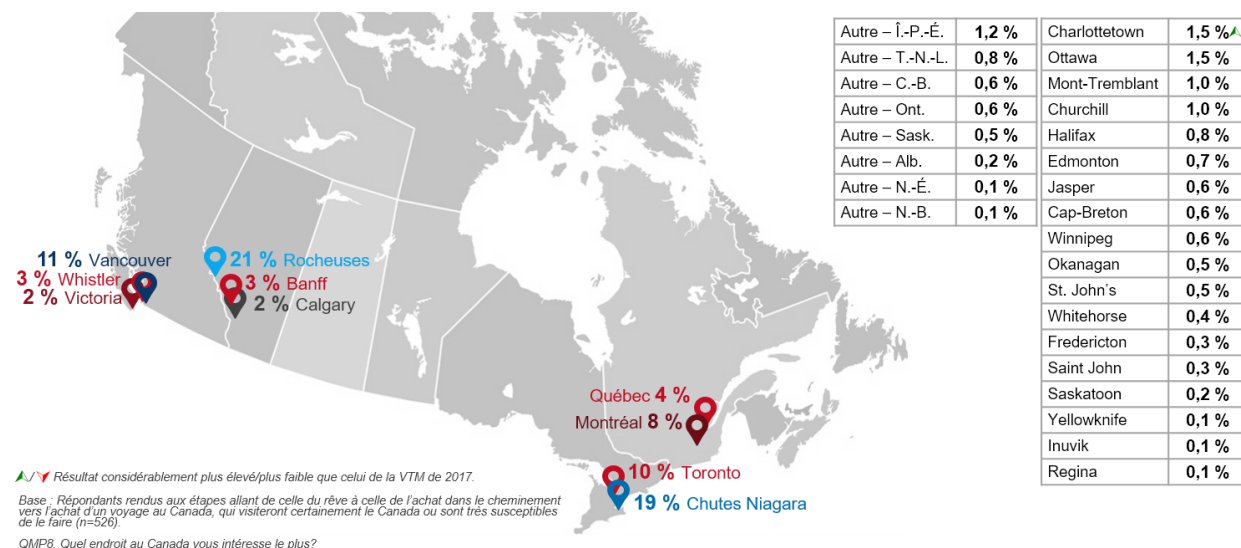 11 % Vancouver
3 % Whistler
2 % Victoria
21 % Rocheuses
3 % Banff
2 % Calgary
Québec 4 %
Montréal 8 %
10 % Toronto
19 % Chutes Niagara
Autre – Î.-P.-É. 1,2 %
Autre – T.-N.-L. 0,8 %
Autre – C.-B. 0,6 %
Autre – Ont. 0,6 %
Autre – Sask. 0,5 %
Autre – Alb. 0,2 %
Autre – N.-É. 0,1 %
Autre – N.-B. 0,1 %
Charlottetown 1,5 %
Ottawa 1,5 %
Mont-Tremblant 1,0 %
Churchill 1,0 %
Halifax 0,8 %
Edmonton 0,7 %
Jasper 0,6 %
Cap-Breton 0,6 %
Winnipeg 0,6 %
Okanagan 0,5 %
St. John’s 0,5 %
Whitehorse 0,4 %
Fredericton 0,3 %
Saint John 0,3 %
Saskatoon 0,2 %
Yellowknife 0,1 %
Inuvik 0,1 %
Regina 0,1 %
/ Résultat considérablement plus élevé/plus faible que celui de la VTM de 2017.
Base : Répondants rendus aux étapes allant de celle du rêve à celle de l’achat dans le cheminement
vers l’achat d’un voyage au Canada, qui visiteront certainement le Canada ou sont très susceptibles
de le faire (n=526).
QMP8. Quel endroit au Canada vous intéresse le plus?